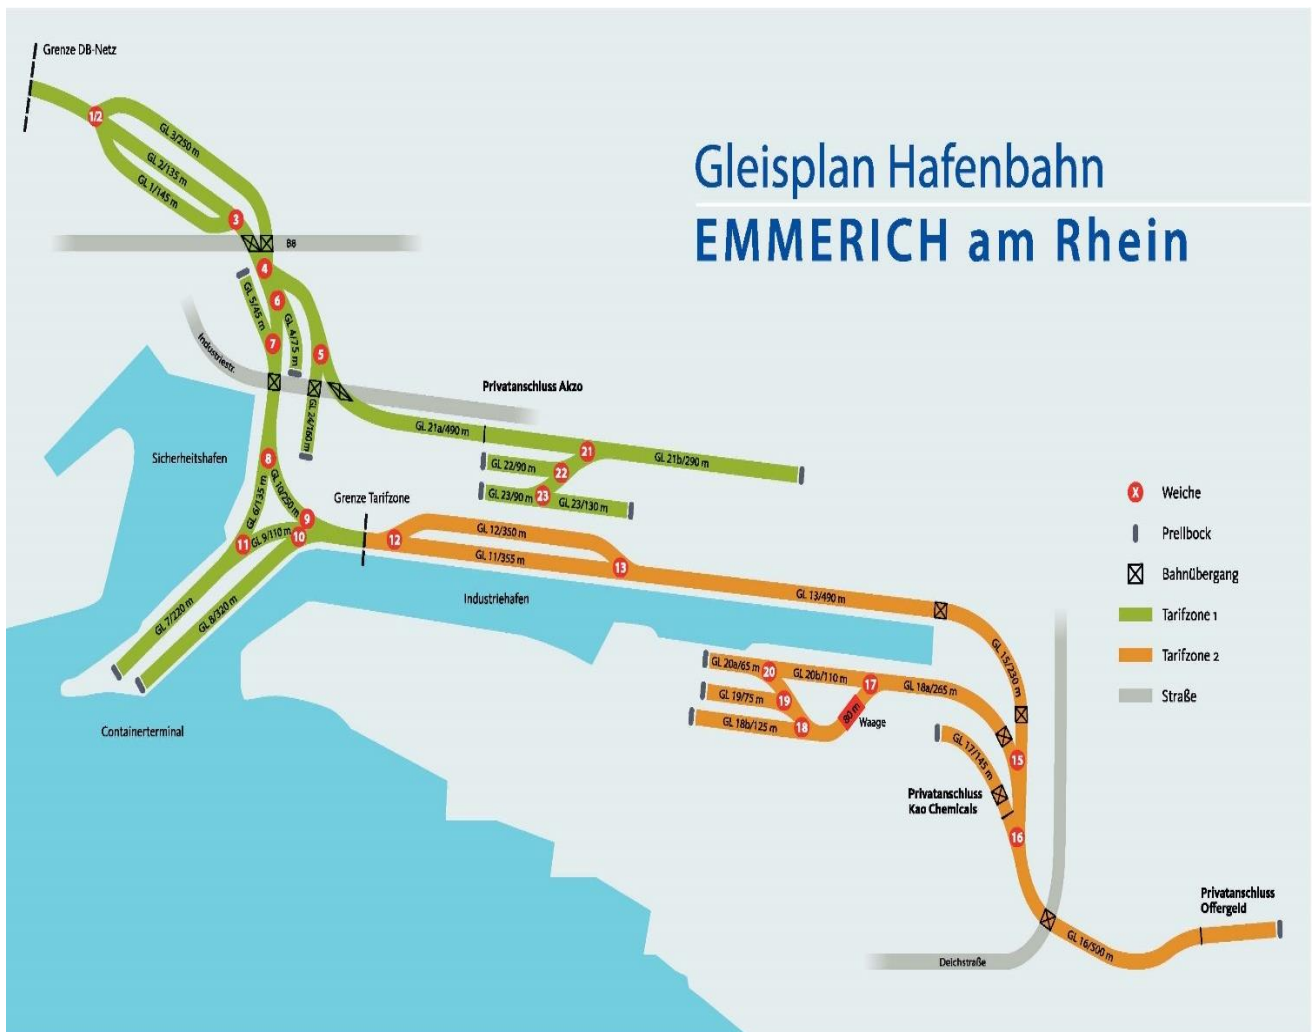 Grenze DB-Netz
1/2
GL 3/250 m
GL 2/135 m
GL 1/145 m
3
B8
Gleisplan Hafenbahn
EMMERICH am Rhein
4
6
GL 5/45 m
GL 4/75 m
7
5
Industriestr.
Privatanschluss Akzo
GL 24/160 m
GL 21a/490 m
21
GL 21b/290 m
Sicherheitshafen
8
GL 22/90 m
22
GL 23/90 m
23
GL 23/130 m
GL 6/135 m
GL 10/250 m
Grenze Tarifzone
9
GL 9/110 m
10
11
12
GL 12/350 m
GL 11/355 m
13
GL 13/490 m
Industriehafen
GL 7/220 m
GL 8/320 m
Containerterminal
X Weiche
Prellbock
Bahnübergang
Tarifzone 1
Tarifzone 2
Straße
GL 15/230 m
GL 20a/65 m
20
GL 20b/110 m
17
GL 18a/265 m
GL 19/75 m
19
GL 18b/125 m
18
80 m
Waage
GL 17/145 m
15
Privatanschluss
Kao Chemicals
16
Privatanschluss
Offergeld
GL 16/500 m
Deichstraße